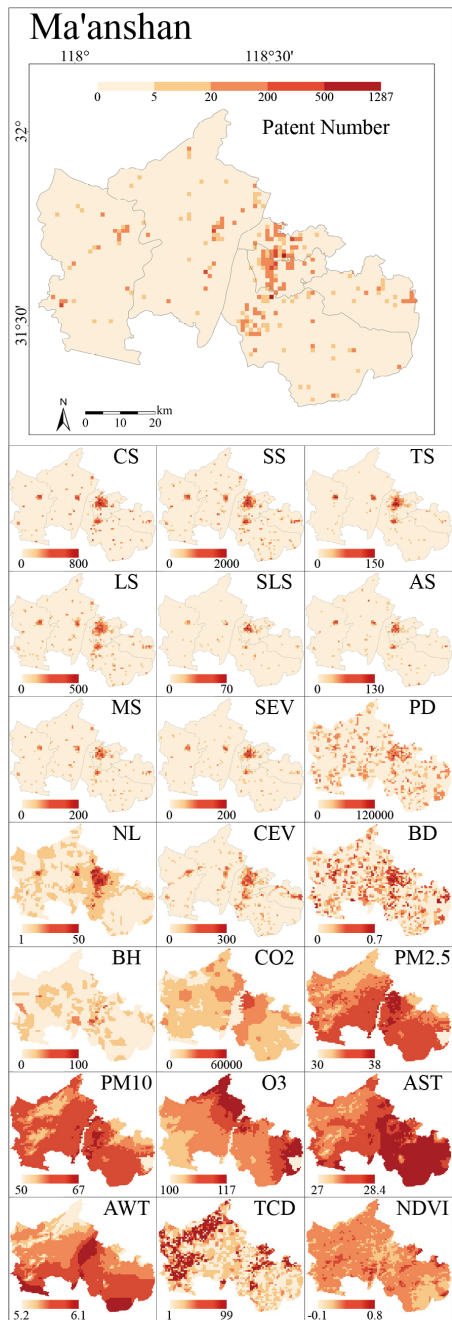 Ma'anshan
118° 118°30'
0 5 20 200 500 1287
Patent Number
32°
31°30'
N
km
0 10 20
CS SS TS
0 800 0 2000 0 150
LS SLS AS
0 500 0 70 0 130
MS SEV PD
0 200 0 200 0 120000
NL CEV BD
1 50 0 300 0 0.7
BH CO2 PM2.5
0 100 0 60000 30 38
PM10 O3 AST
50 67 100 117 27 28.4
AWT TCD NDVI
5.2 6.1 1 99 -0.1 0.8